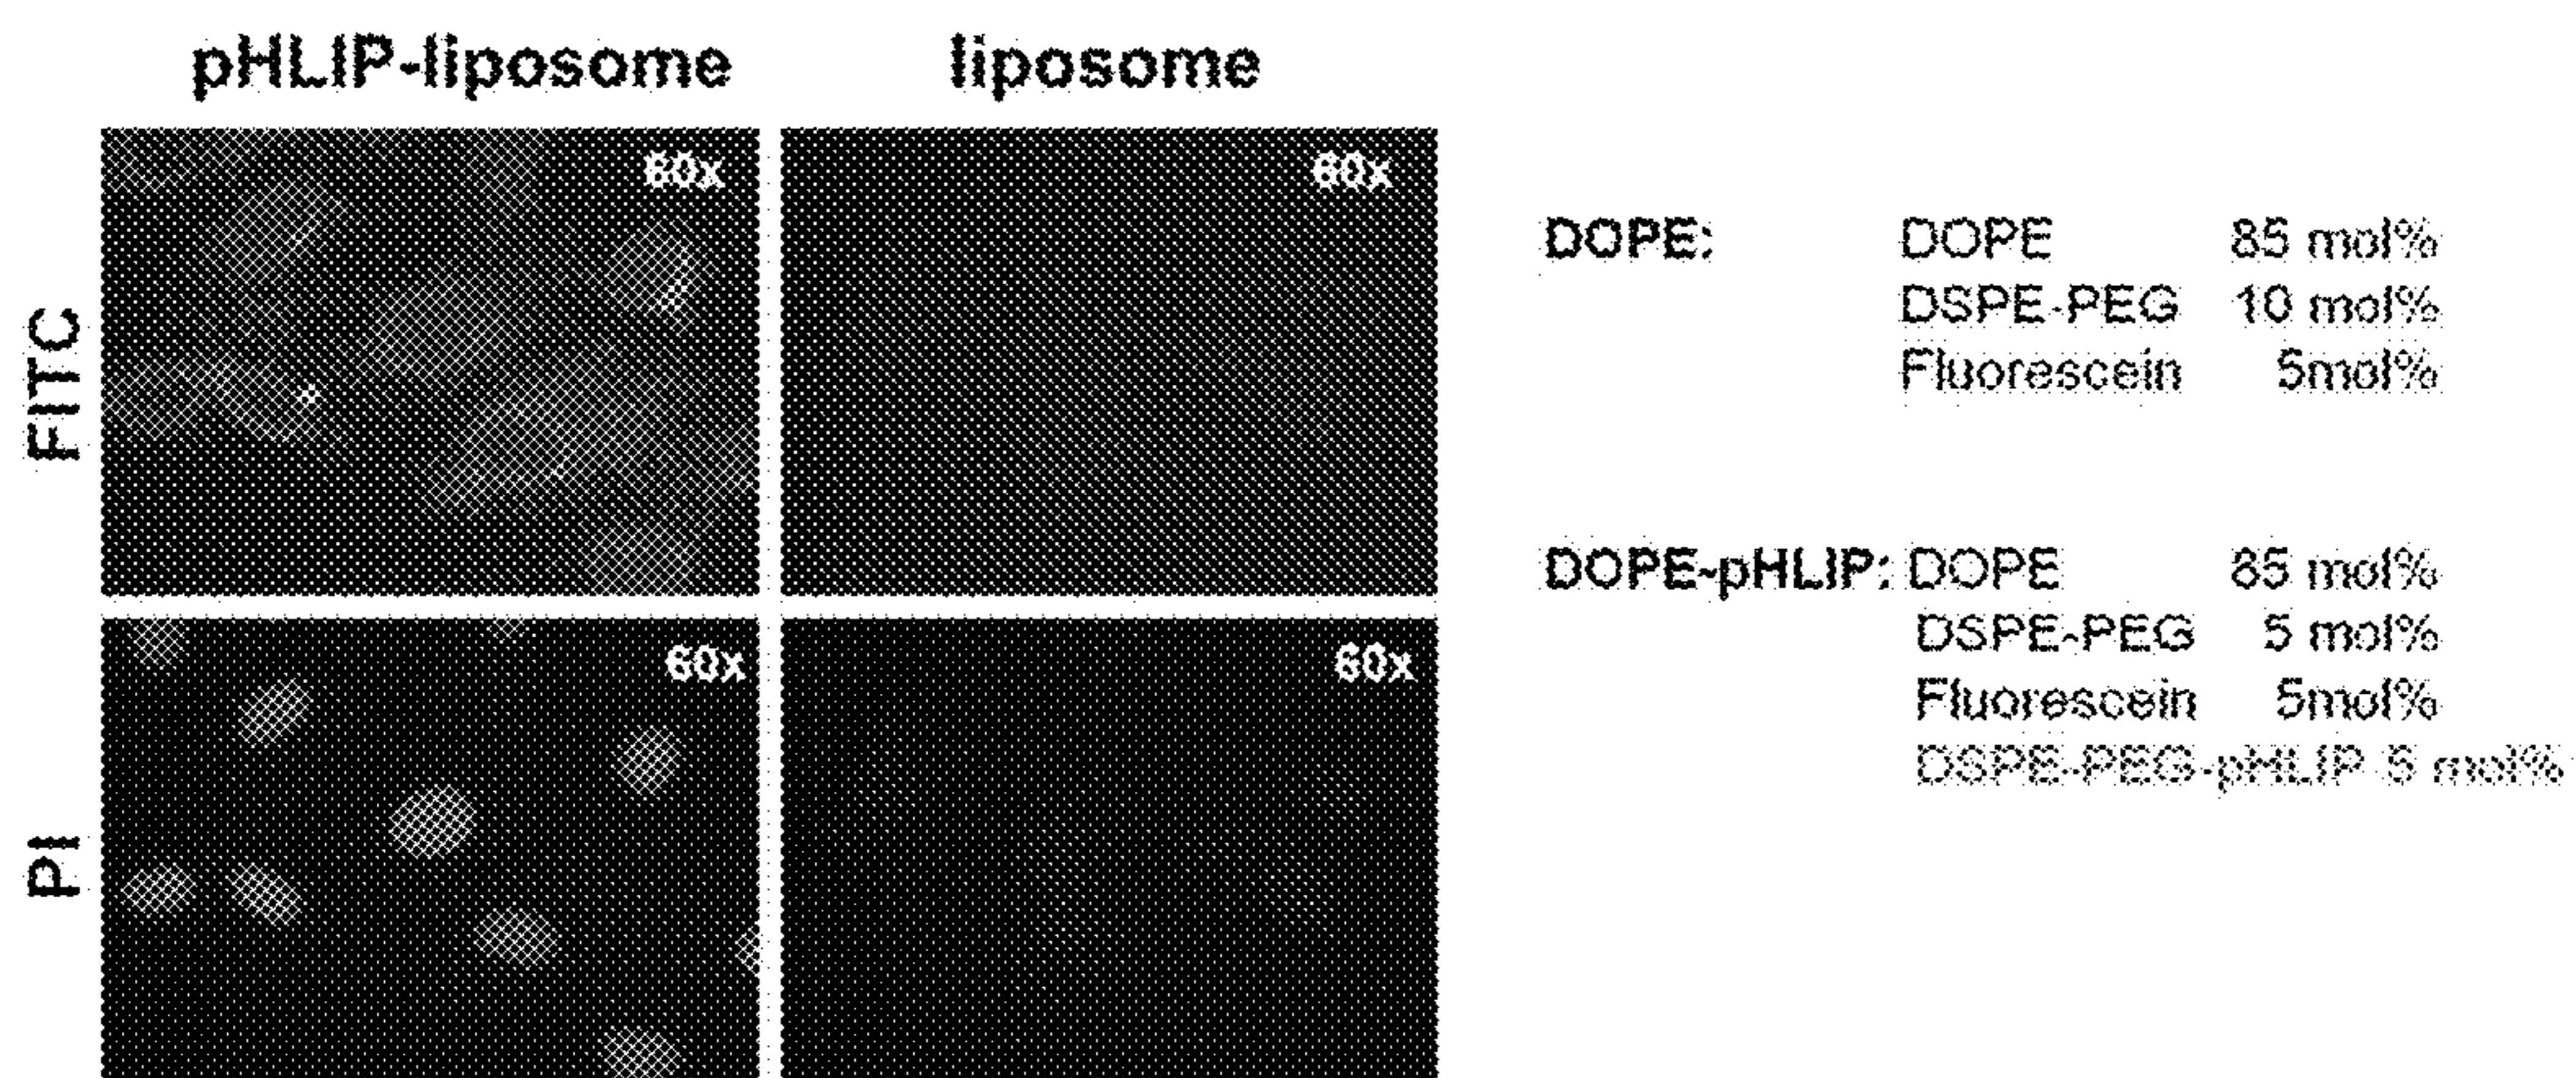 pHLIP-liposome liposome
FITC
60x 60x
PI
60x 60x
DOPE: DOPE 85 mol%
DSPE-PEG 10 mol%
Fluorescein 5mol%
DOPE-pHLIP: DOPE 85 mol%
DSPE-PEG 5 mol%
Fluorescein 5mol%
DSPE-PEG-pHLIP 5 mol%